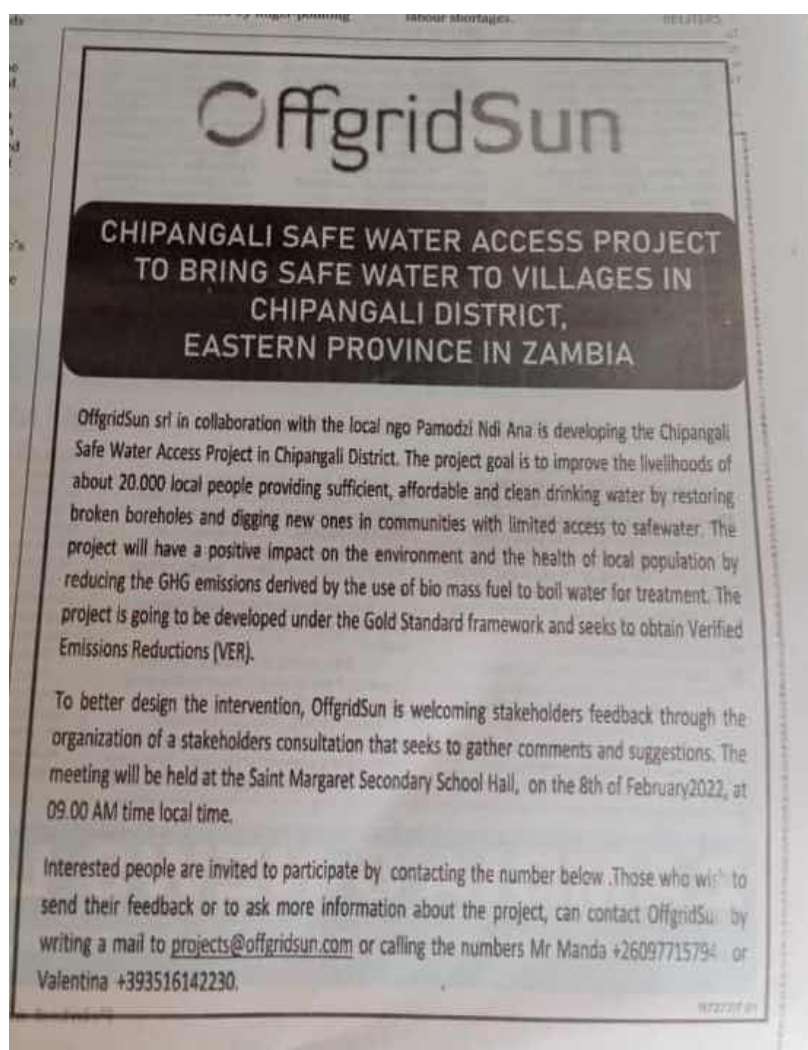 labour shortages.
REUTERS
OffgridSun
CHIPANGALI SAFE WATER ACCESS PROJECT
TO BRING SAFE WATER TO VILLAGES IN
CHIPANGALI DISTRICT,
EASTERN PROVINCE IN ZAMBIA
OffgridSun srl in collaboration with the local ngo Pamodzi Ndi Ana is developing the Chipangali
Safe Water Access Project in Chipangali District. The project goal is to improve the livelihoods of
about 20.000 local people providing sufficient, affordable and clean drinking water by restoring
broken boreholes and digging new ones in communities with limited access to safewater. The
project will have a positive impact on the environment and the health of local population by
reducing the GHG emissions derived by the use of bio mass fuel to boil water for treatment. The
project is going to be developed under the Gold Standard framework and seeks to obtain Verified
Emissions Reductions (VER).
To better design the intervention, OffgridSun is welcoming stakeholders feedback through the
organization of a stakeholders consultation that seeks to gather comments and suggestions. The
meeting will be held at the Saint Margaret Secondary School Hall, on the 8th of February2022, at
09.00 AM time local time.
Interested people are invited to participate by contacting the number below .Those who to
send their feedback or to ask more information about the project, can contact by
writing a mail to projects@offgridsun.com or calling the numbers Mr Manda or
Valentina +393516142230.